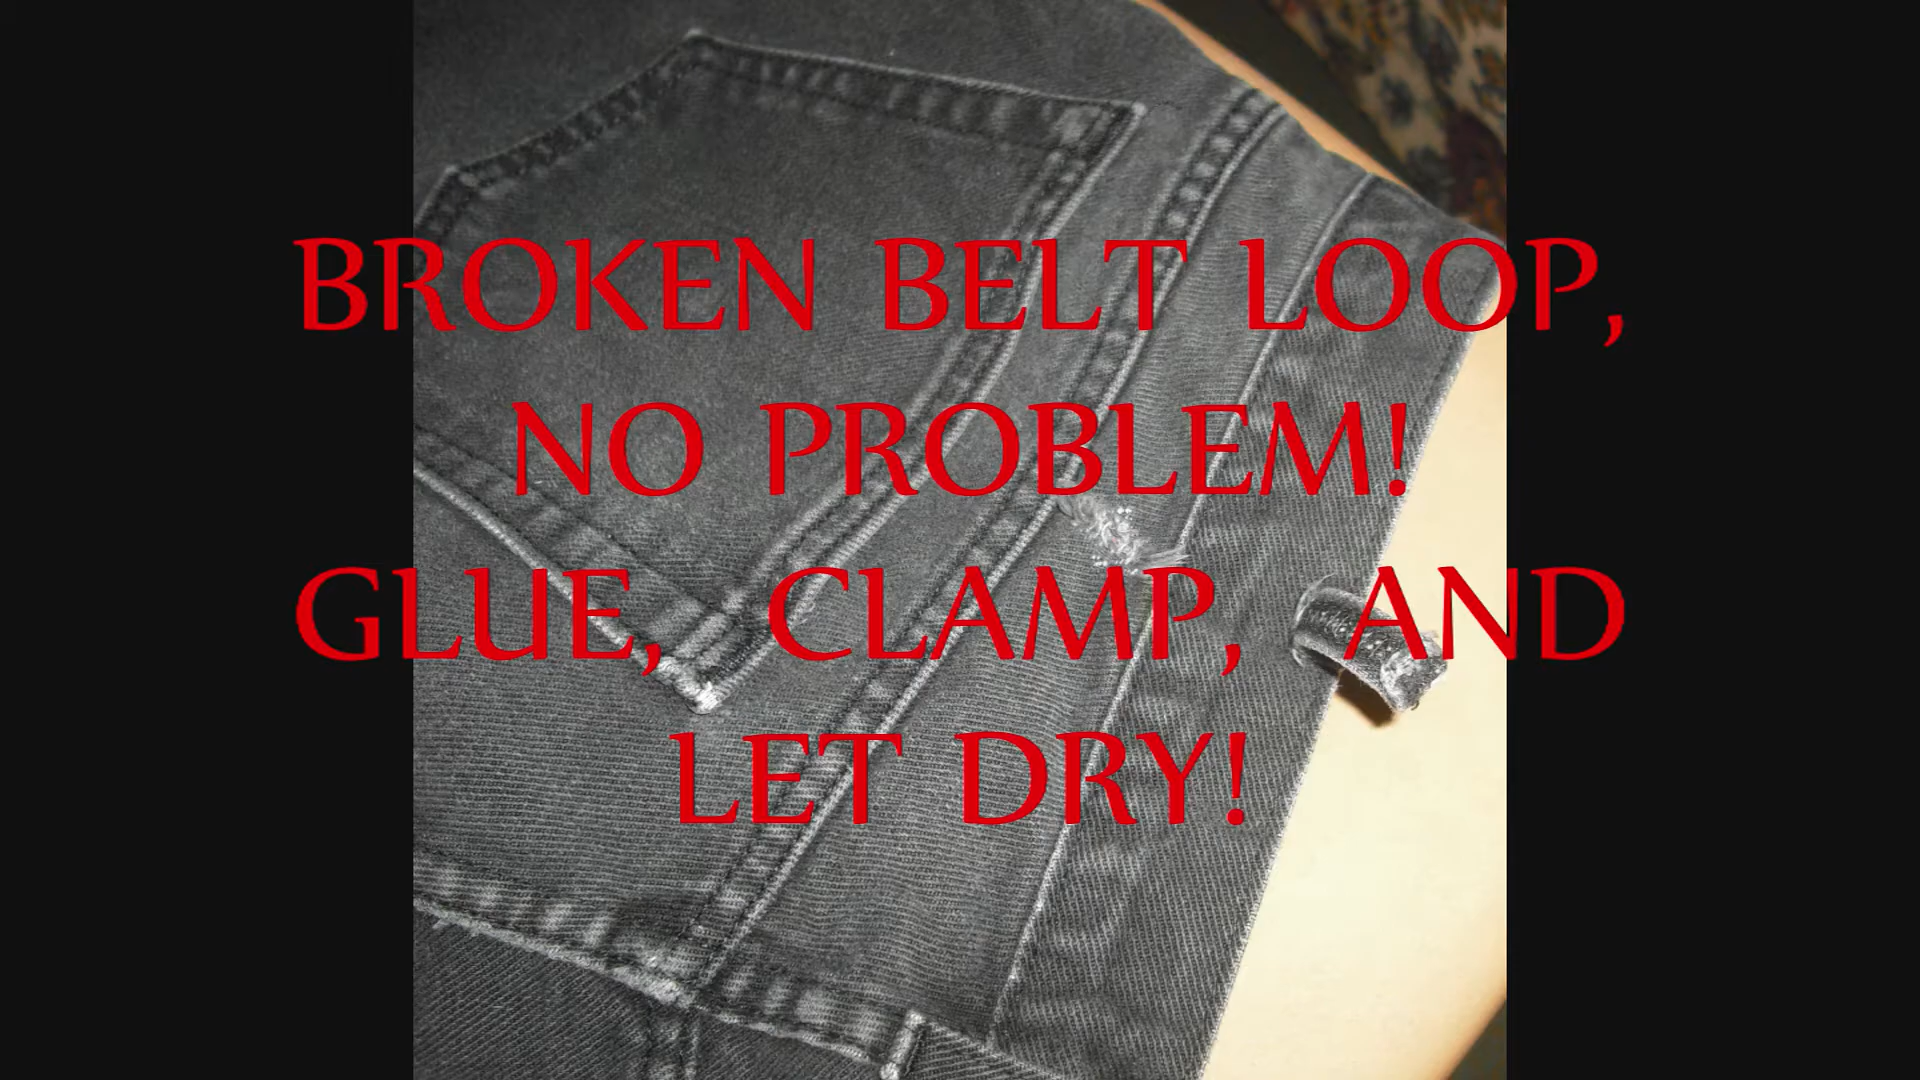 BROKEN BELT LOOP,
NO PROBLEM!
GLUE, CLAMP, AND
LET DRY!